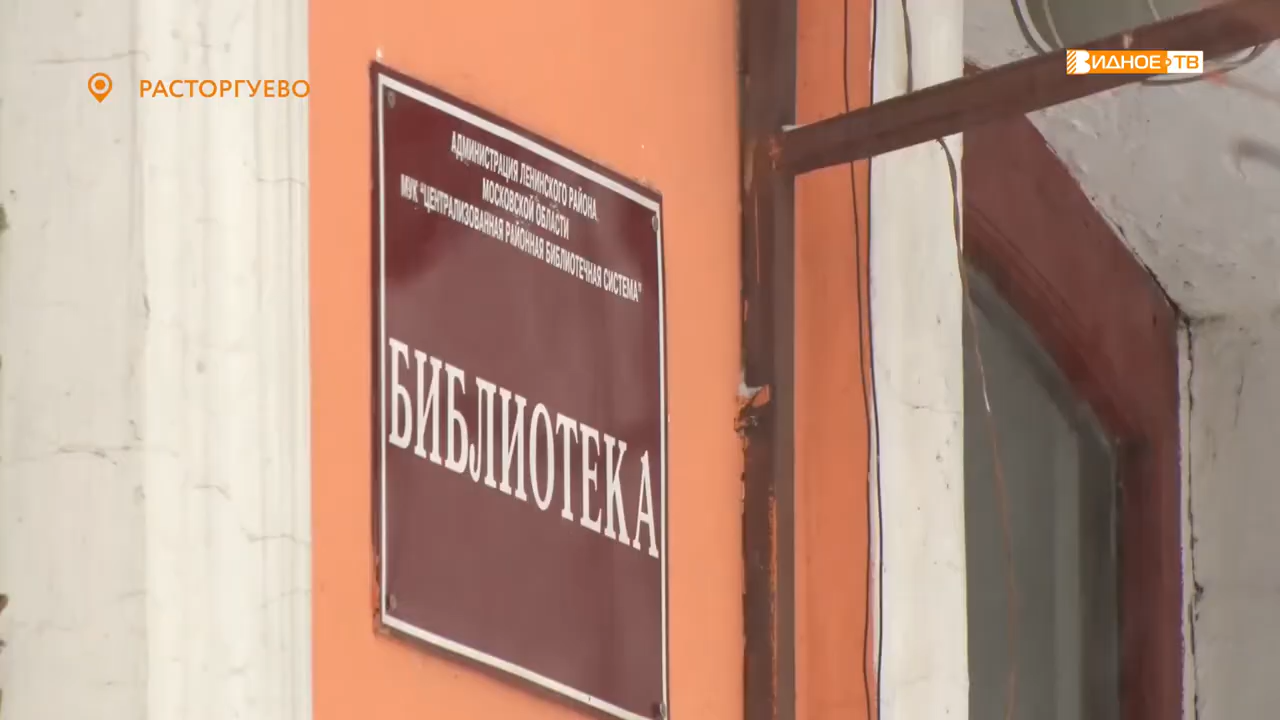 РАСТОРГУЕВО
ВИДНОЕ ТВ
АДМИНИСТРАЦИЯ ЛЕНИНСКОГО РАЙОНА
МОСКОВСКОЙ ОБЛАСТИ
МУК "ЦЕНТРАЛИЗОВАННАЯ РАЙОННАЯ БИБЛИОТЕЧНАЯ СИСТЕМА"
БИБЛИОТЕКА